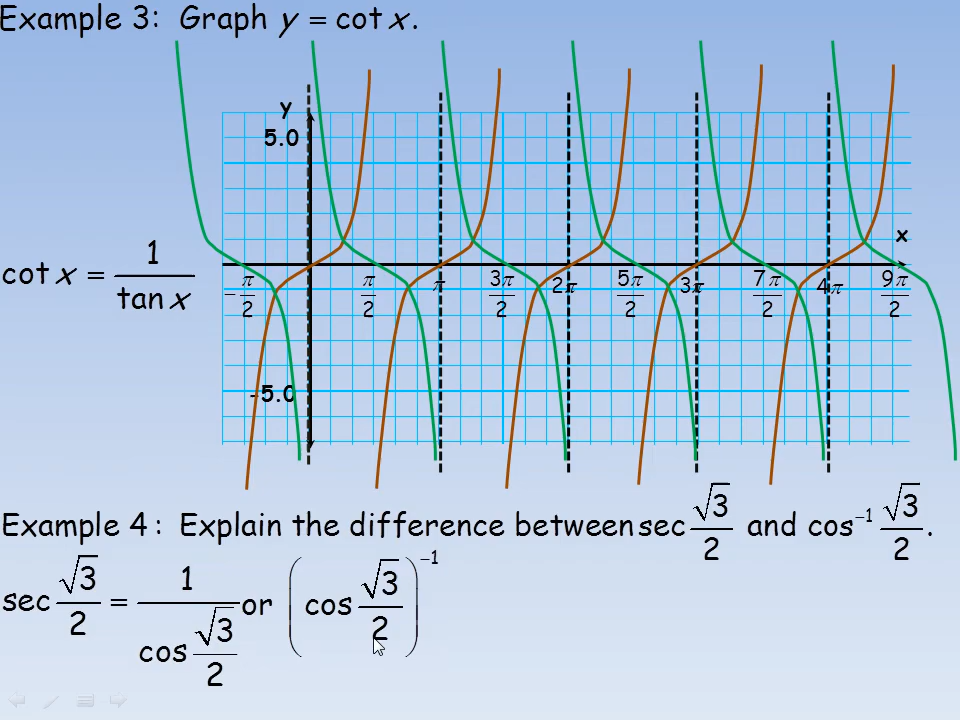 Example 3: Graph y = cot x.
y
5.0
x
cot x = 1/tan x
-π/2 π/2 π 3π/2 2π 5π/2 3π 7π/2 4π 9π/2
-5.0
Example 4: Explain the difference between sec √3/2 and cos⁻¹ √3/2.
sec √3/2 = 1/(cos √3/2) or (cos √3/2)⁻¹